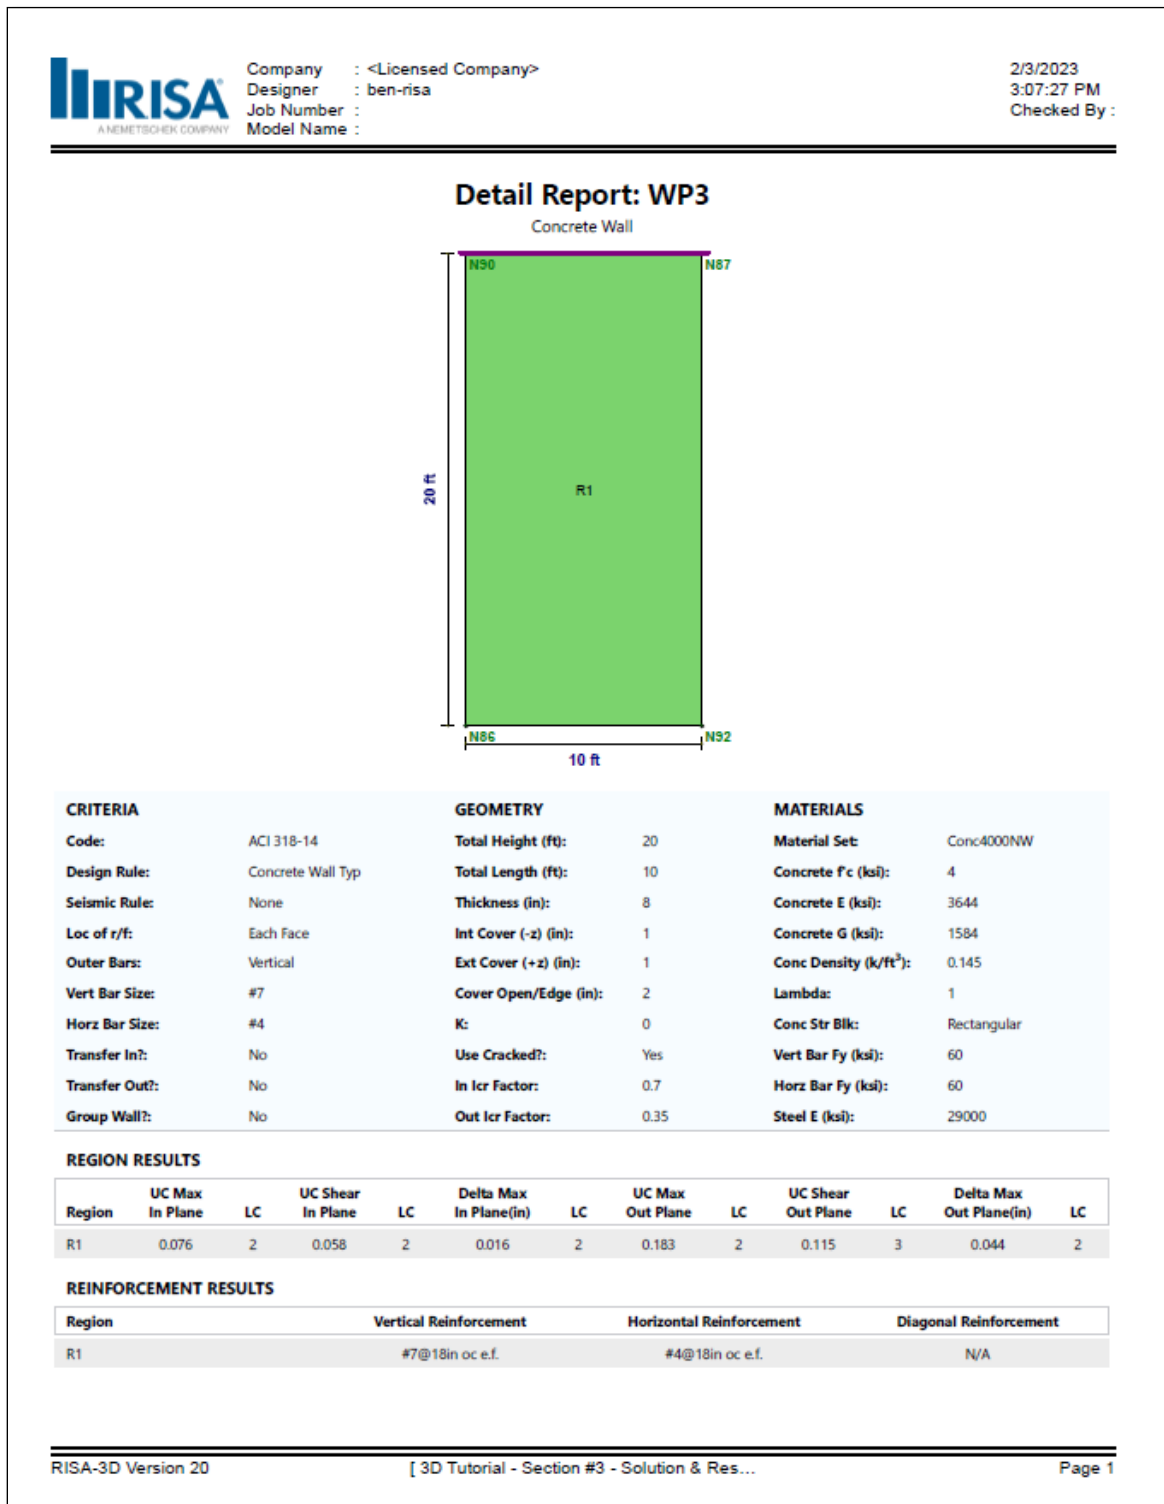 RISA
A NEMETSCHEK COMPANY
Company : <Licensed Company>
Designer : ben-risa
Job Number :
Model Name :
2/3/2023
3:07:27 PM
Checked By :
Detail Report: WP3
Concrete Wall
N90 N87
20 ft
R1
N86 N92
10 ft
CRITERIA GEOMETRY MATERIALS
Code: ACI 318-14 Total Height (ft): 20 Material Set: Conc4000NW
Design Rule: Concrete Wall Typ Total Length (ft): 10 Concrete f'c (ksi): 4
Seismic Rule: None Thickness (in): 8 Concrete E (ksi): 3644
Loc of r/f: Each Face Int Cover (-z) (in): 1 Concrete G (ksi): 1584
Outer Bars: Vertical Ext Cover (+z) (in): 1 Conc Density (k/ft³): 0.145
Vert Bar Size: #7 Cover Open/Edge (in): 2 Lambda: 1
Horz Bar Size: #4 K: 0 Conc Str Blk: Rectangular
Transfer In?: No Use Cracked?: Yes Vert Bar Fy (ksi): 60
Transfer Out?: No In Icr Factor: 0.7 Horz Bar Fy (ksi): 60
Group Wall?: No Out Icr Factor: 0.35 Steel E (ksi): 29000
REGION RESULTS
UC Max UC Shear Delta Max UC Max UC Shear Delta Max
Region In Plane LC In Plane LC In Plane(in) LC Out Plane LC Out Plane LC Out Plane(in) LC
R1 0.076 2 0.058 2 0.016 2 0.183 2 0.115 3 0.044 2
REINFORCEMENT RESULTS
Region Vertical Reinforcement Horizontal Reinforcement Diagonal Reinforcement
R1 #7@18in oc e.f. #4@18in oc e.f. N/A
RISA-3D Version 20 [ 3D Tutorial - Section #3 - Solution & Res... Page 1